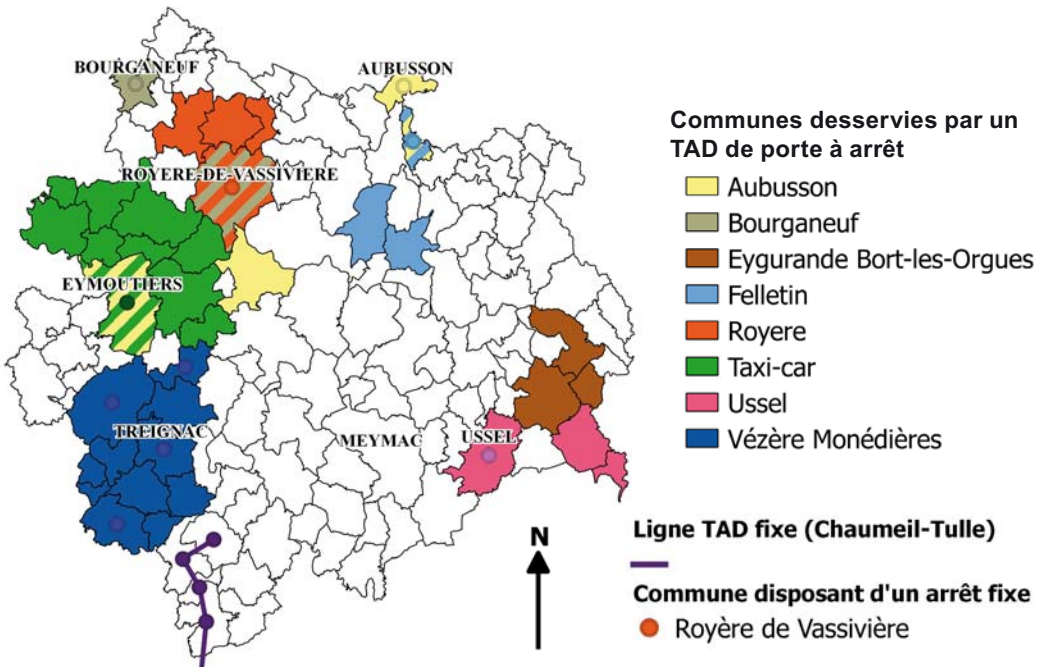 BOURGANEUF
AUBUSSON
ROYERE-DE-VASSIVIERE
EYMOUTIERS
TREIGNAC
MEYMAC
USSEL
Communes desservies par un
TAD de porte à arrêt
Aubusson
Bourganeuf
Eygurande Bort-les-Orgues
Felletin
Royere
Taxi-car
Ussel
Vézère Monédières
N
Ligne TAD fixe (Chaumeil-Tulle)
Commune disposant d'un arrêt fixe
Royère de Vassivière